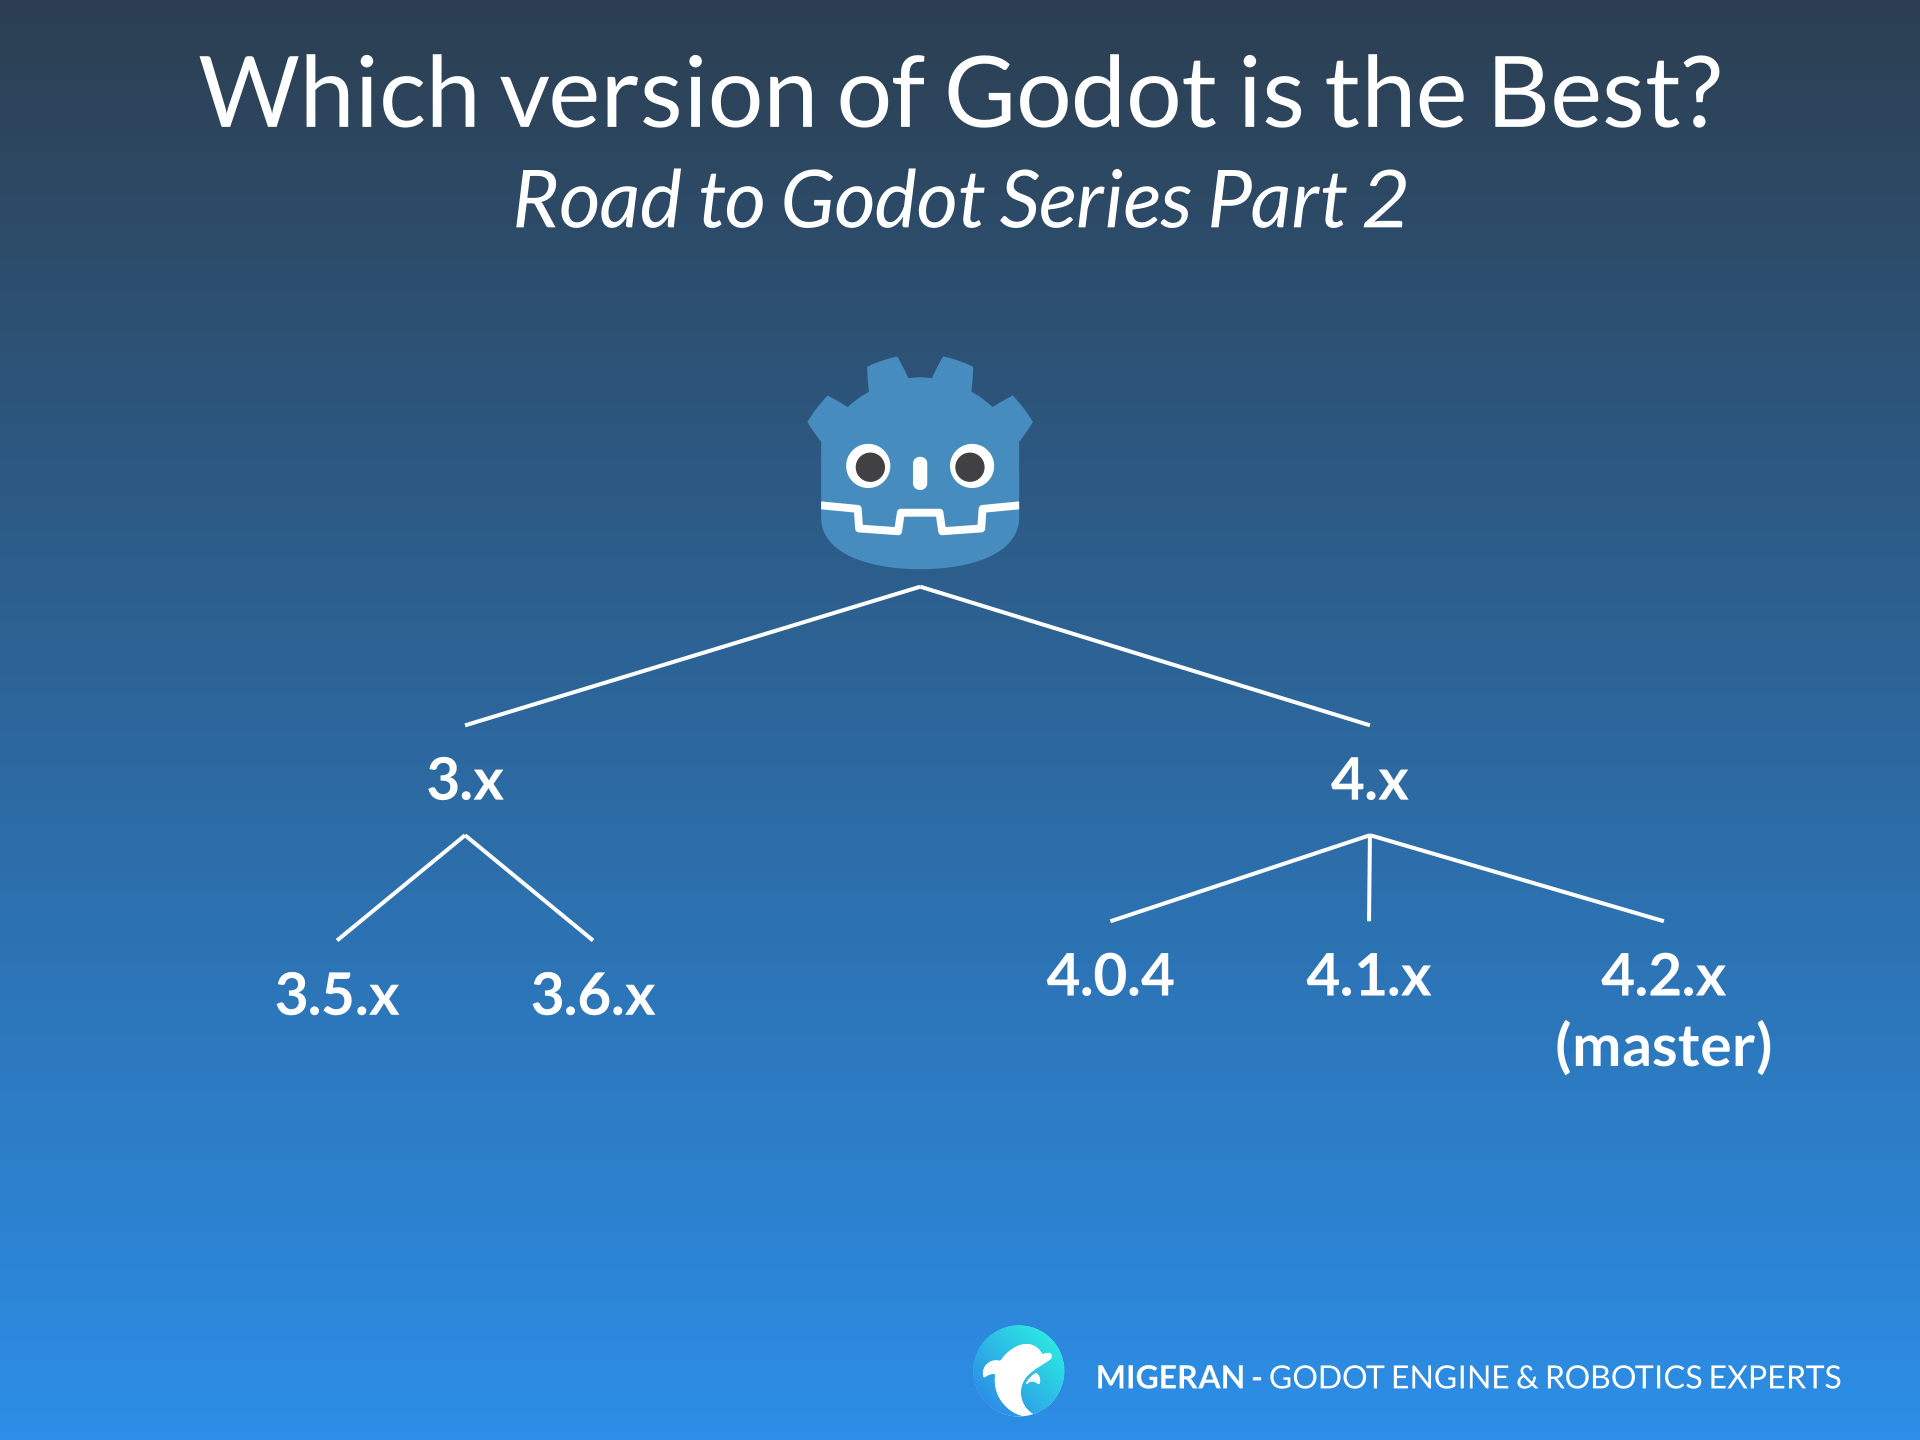 Which version of Godot is the Best?
Road to Godot Series Part 2
3.x
4.x
3.5.x
3.6.x
4.0.4
4.1.x
4.2.x
(master)
MIGERAN - GODOT ENGINE & ROBOTICS EXPERTS